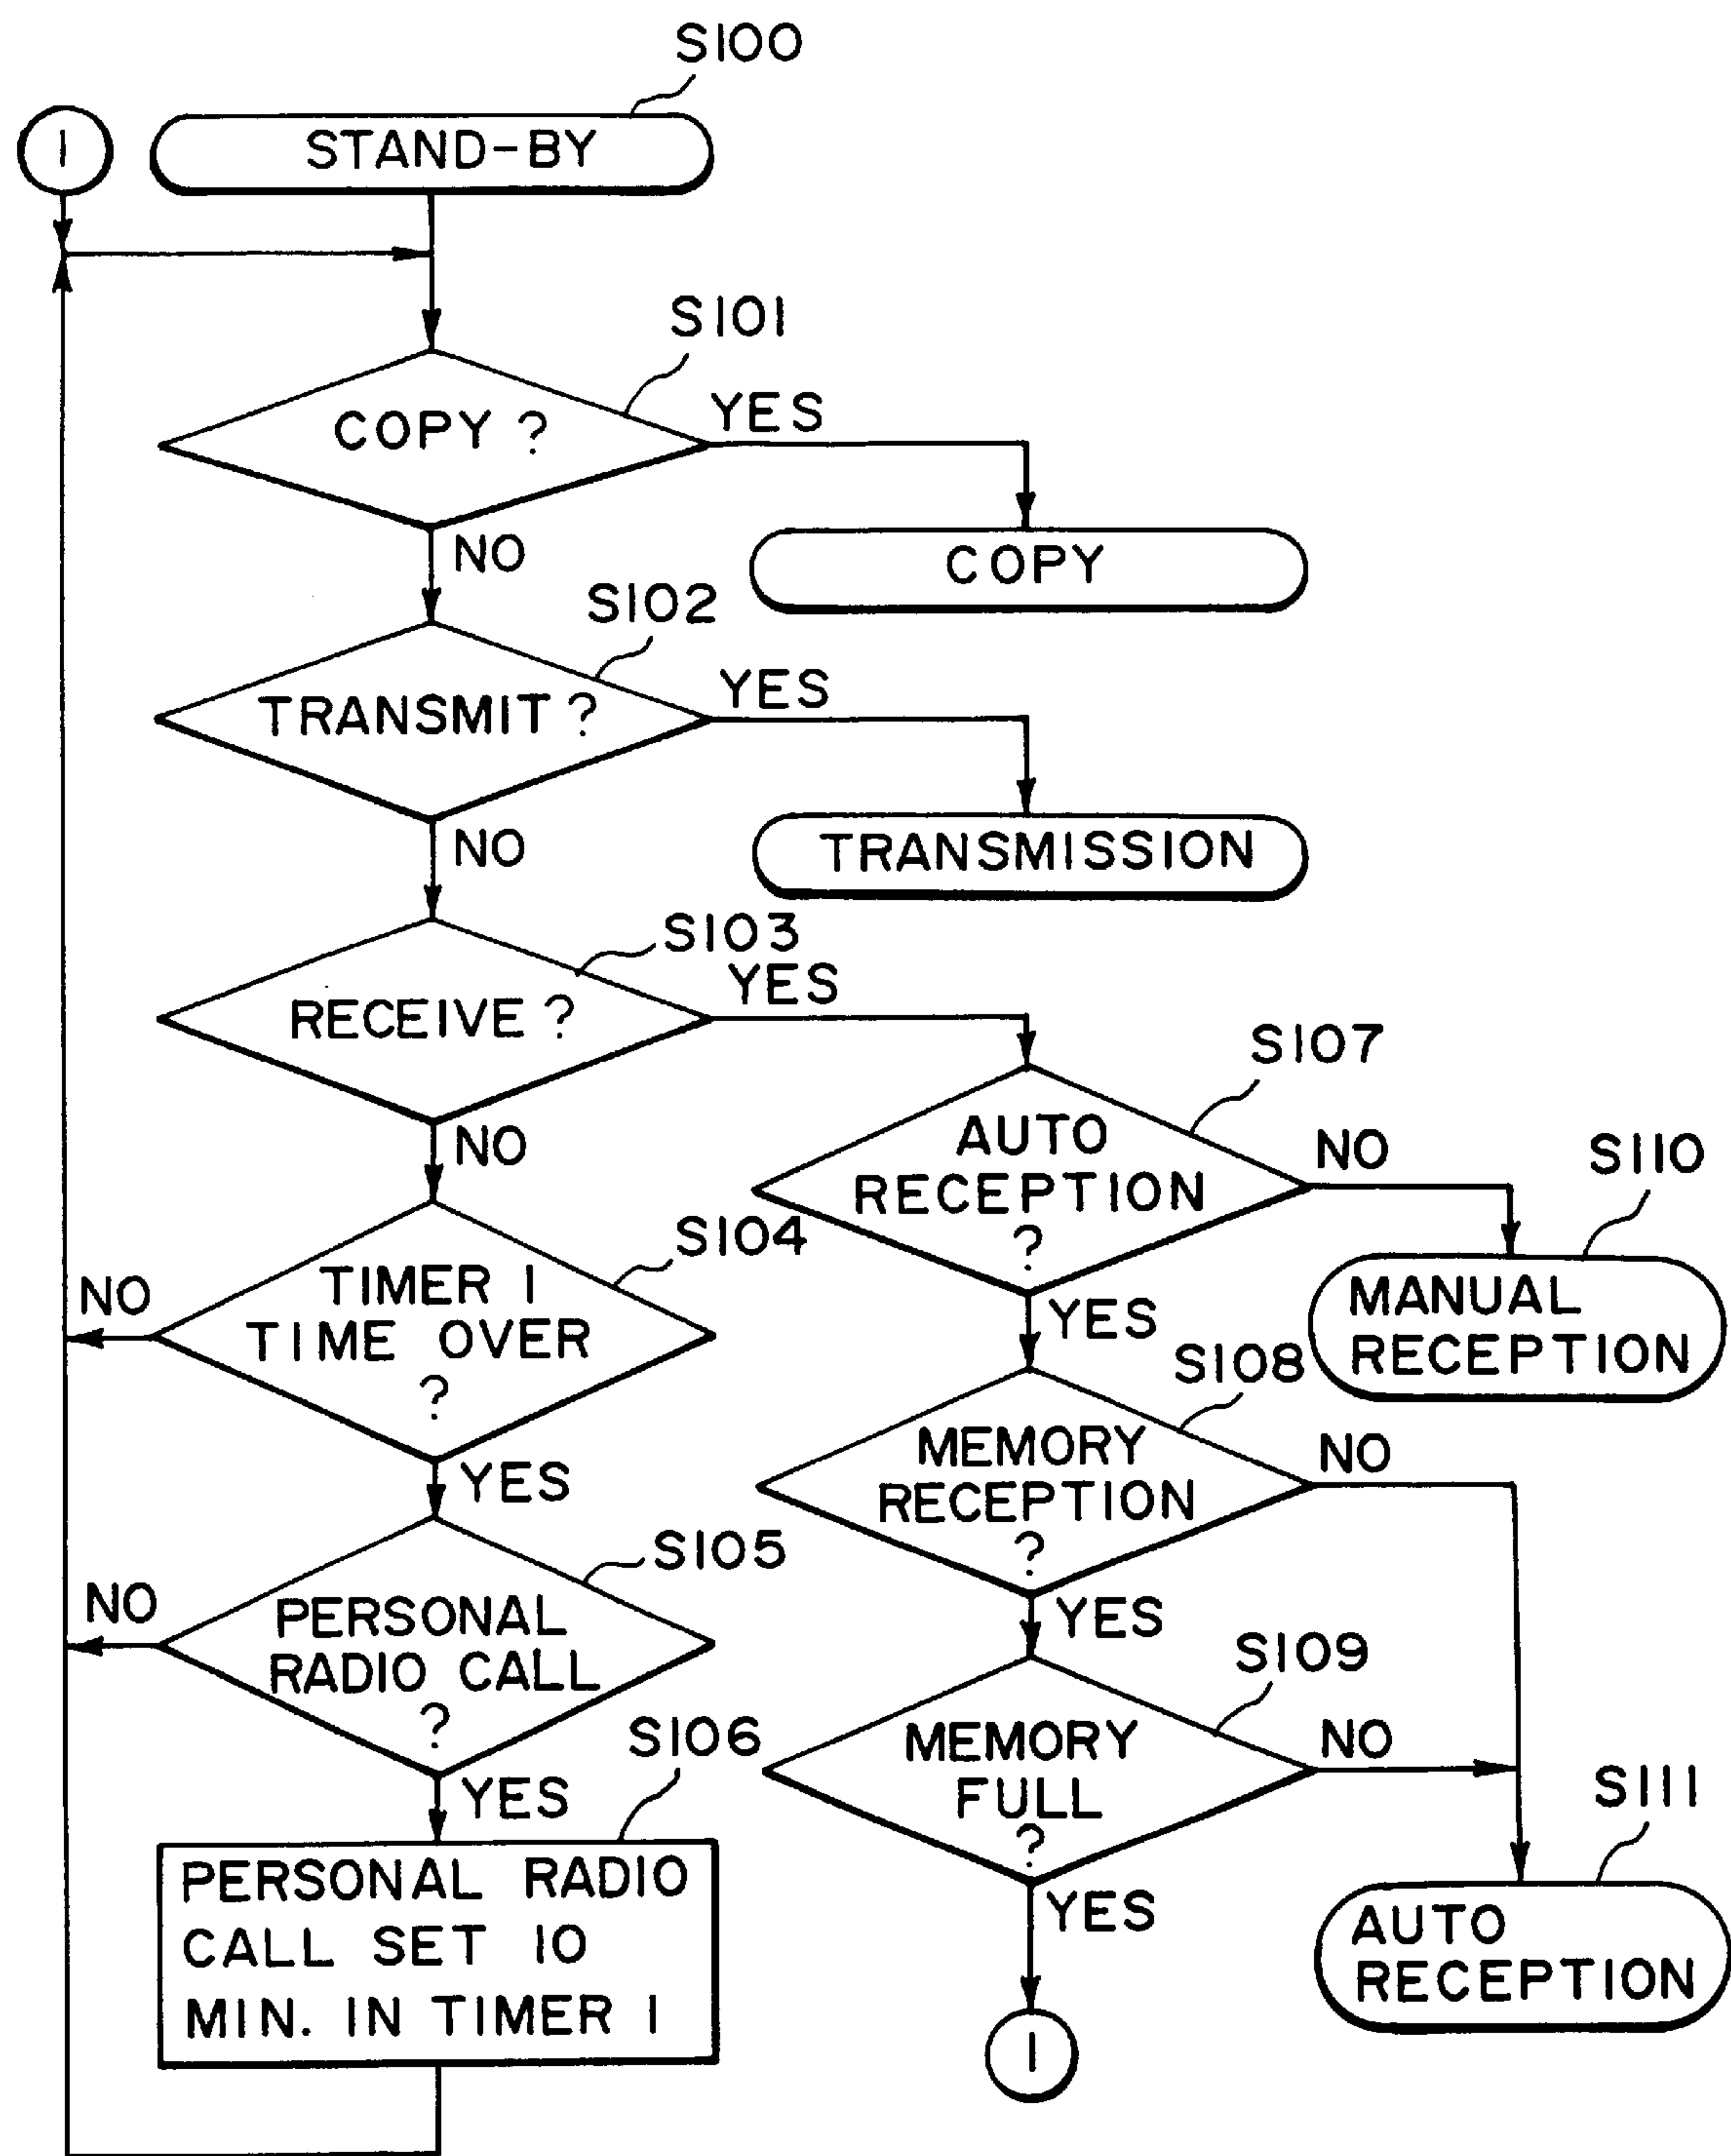 S100
1
STAND-BY
S101
COPY ?
YES
NO
COPY
S102
TRANSMIT ?
YES
NO
TRANSMISSION
S103
RECEIVE ?
YES
NO
S107
AUTO
RECEPTION
?
NO
YES
S110
MANUAL
RECEPTION
S104
TIMER 1
TIME OVER
?
NO
YES
S108
MEMORY
RECEPTION
?
NO
YES
S105
PERSONAL
RADIO CALL
?
NO
YES
S109
MEMORY
FULL
?
NO
YES
S106
PERSONAL RADIO
CALL SET 10
MIN. IN TIMER 1
S111
AUTO
RECEPTION
1